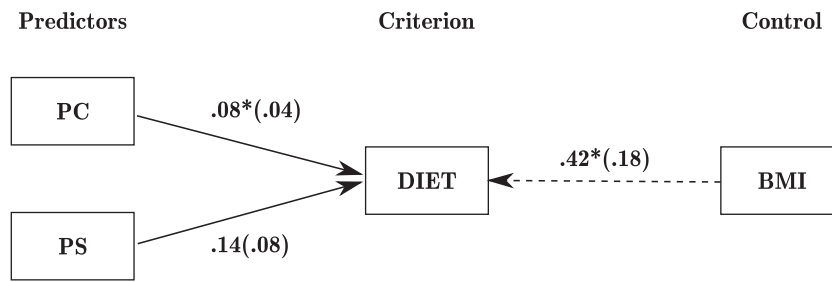 Predictors
Criterion
Control
PC
.08*(.04)
.42*(.18)
DIET
BMI
PS
.14(.08)